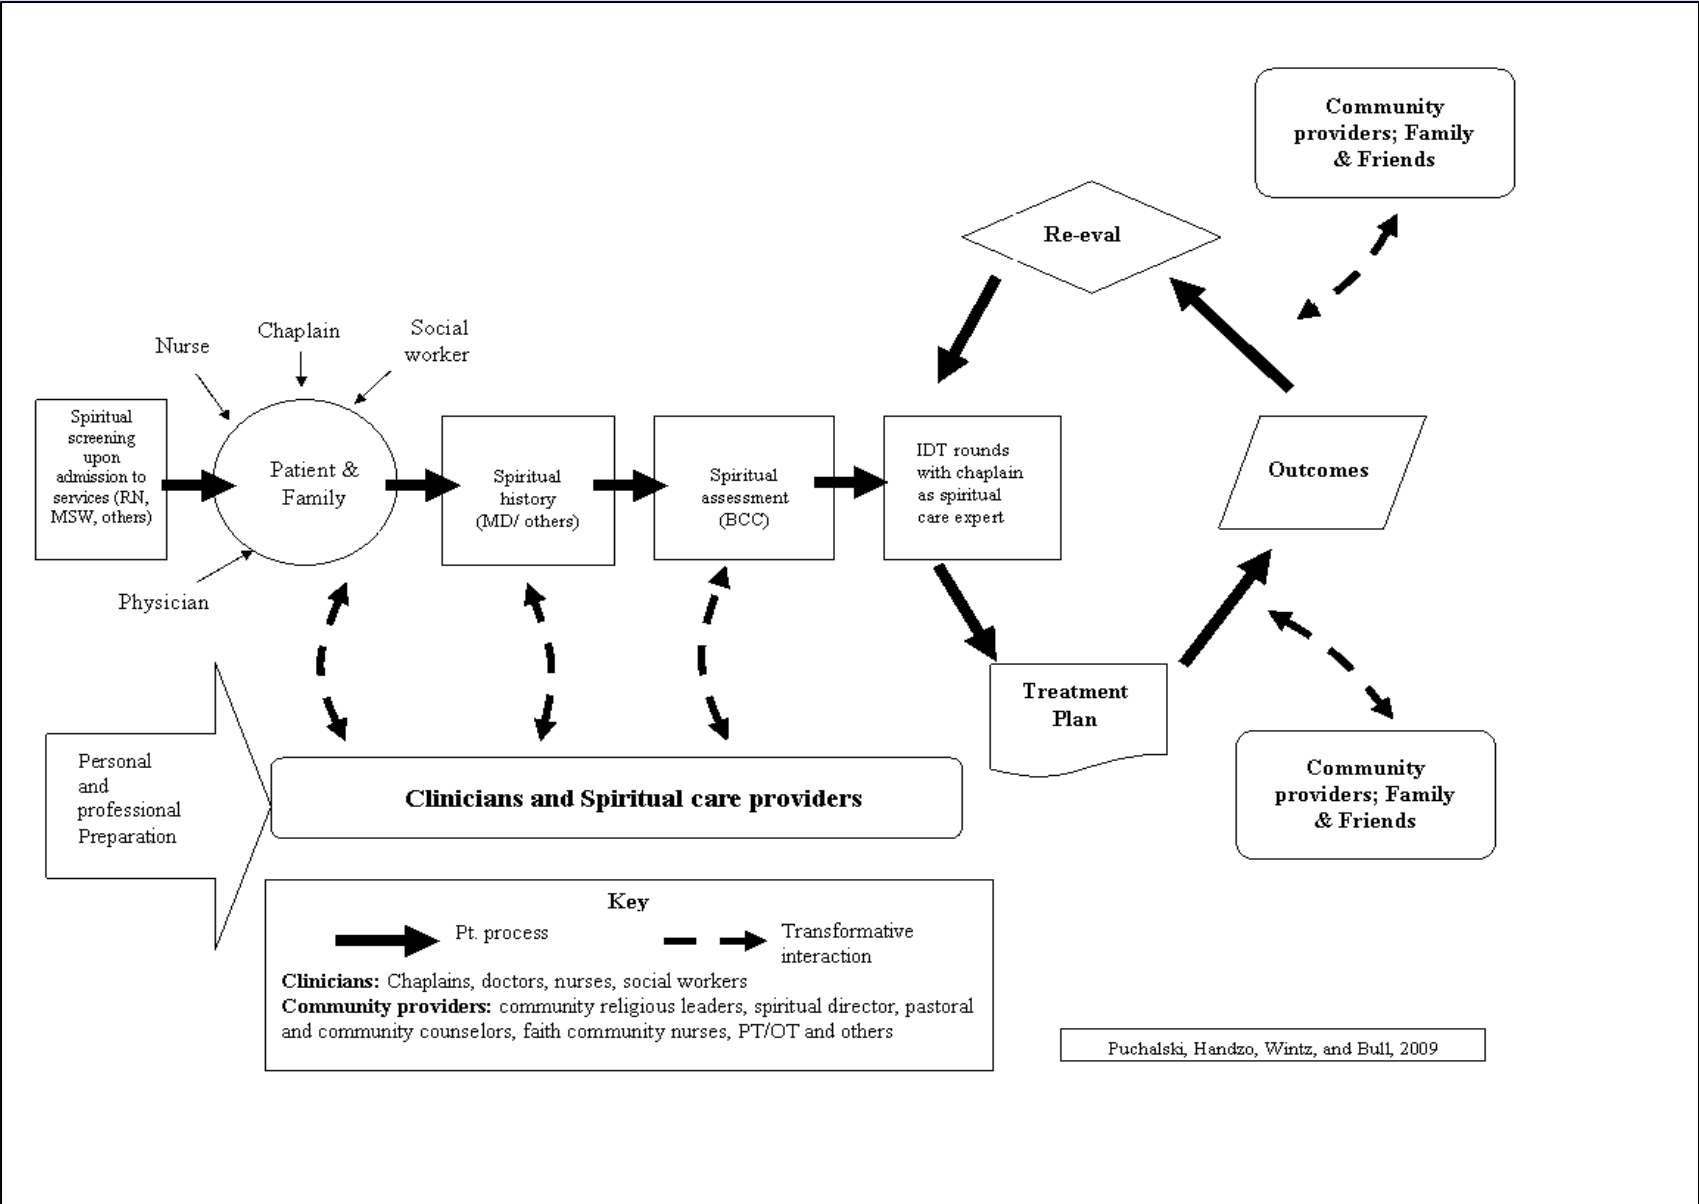 Community
providers; Family
& Friends
Re-eval
Nurse
Chaplain
Social
worker
Spiritual
screening
upon
admission to
services (RN,
MSW, others)
Patient &
Family
Spiritual
history
(MD/ others)
Spiritual
assessment
(BCC)
IDT rounds
with chaplain
as spiritual
care expert
Outcomes
Physician
Treatment
Plan
Personal
and
professional
Preparation
Clinicians and Spiritual care providers
Community
providers; Family
& Friends
Key
Pt. process
Transformative
interaction
Clinicians: Chaplains, doctors, nurses, social workers
Community providers: community religious leaders, spiritual director, pastoral
and community counselors, faith community nurses, PT/OT and others
Puchalski, Handzo, Wintz, and Bull, 2009